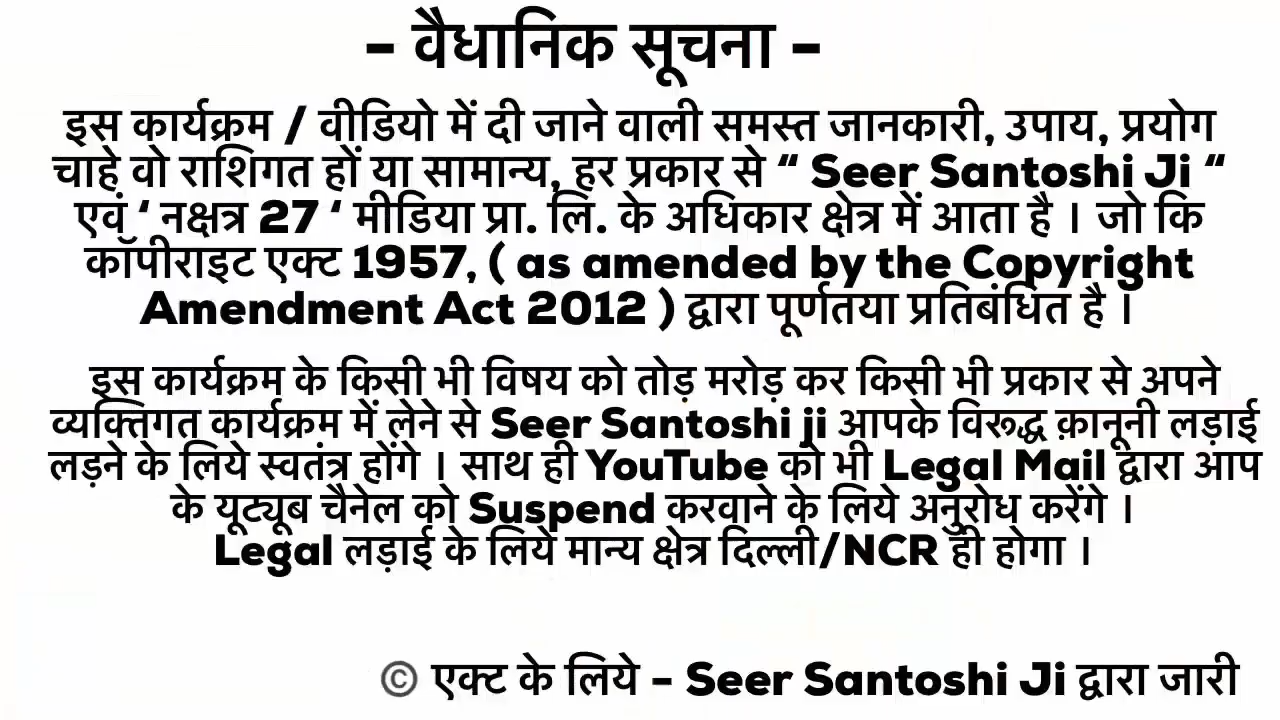 - वैधानिक सूचना -
इस कार्यक्रम / वीडियो में दी जाने वाली समस्त जानकारी, उपाय, प्रयोग
चाहे वो राशिगत हों या सामान्य, हर प्रकार से “ Seer Santoshi Ji “
एवं ‘ नक्षत्र 27 ‘ मीडिया प्रा. लि. के अधिकार क्षेत्र में आता है । जो कि
कॉपीराइट एक्ट 1957, ( as amended by the Copyright
Amendment Act 2012 ) द्वारा पूर्णतया प्रतिबंधित है ।
इस कार्यक्रम के किसी भी विषय को तोड़ मरोड़ कर किसी भी प्रकार से अपने
व्यक्तिगत कार्यक्रम में लेने से Seer Santoshi ji आपके विरूद्ध क़ानूनी लड़ाई
लड़ने के लिये स्वतंत्र होंगे । साथ ही YouTube को भी Legal Mail द्वारा आप
के यूट्यूब चैनेल को Suspend करवाने के लिये अनुरोध करेंगे ।
Legal लड़ाई के लिये मान्य क्षेत्र दिल्ली/NCR ही होगा ।
© एक्ट के लिये - Seer Santoshi Ji द्वारा जारी